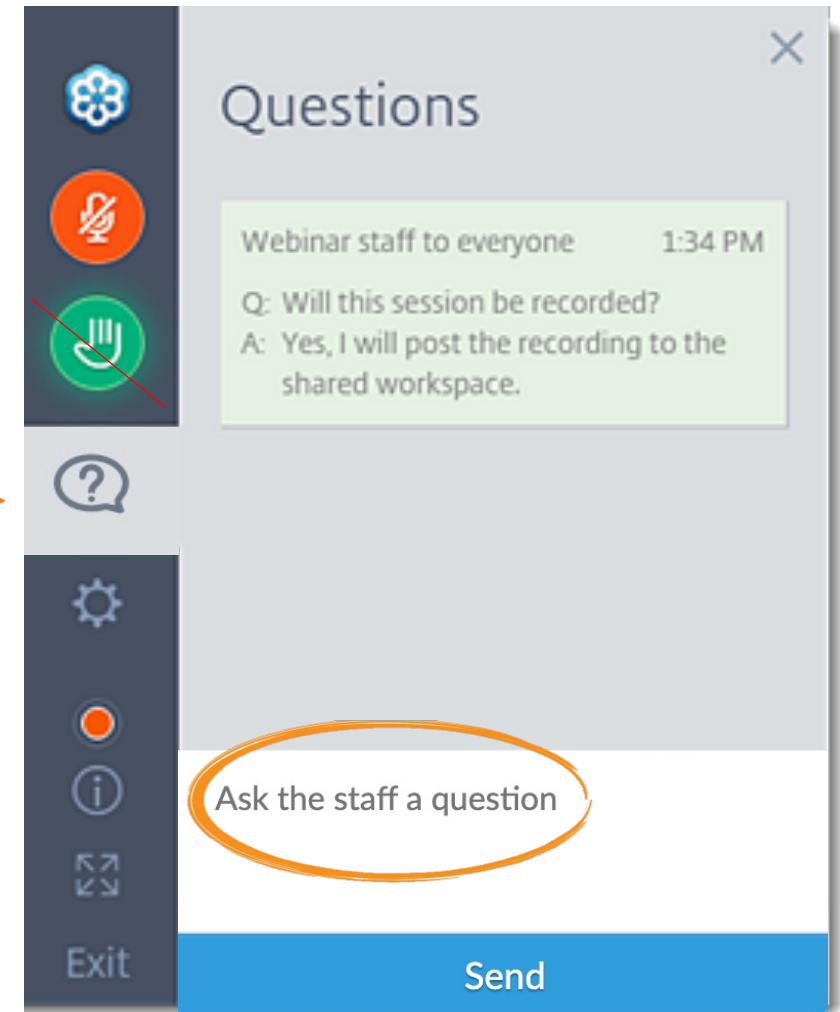 Questions
Webinar staff to everyone 1:34 PM
Q: Will this session be recorded?
A: Yes, I will post the recording to the
shared workspace.
Ask the staff a question
Exit
Send